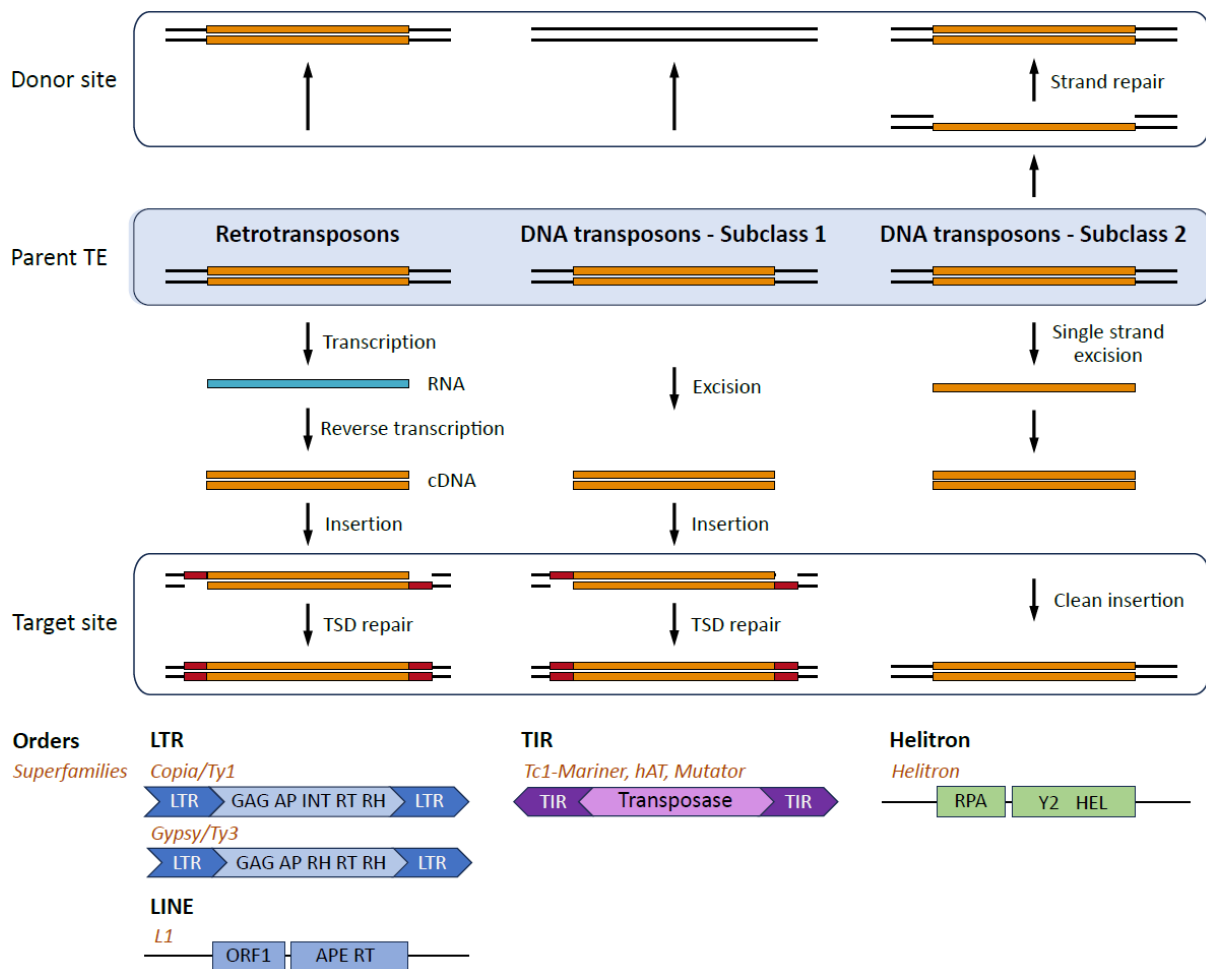 Donor site
Strand repair
Parent TE
Retrotransposons
DNA transposons - Subclass 1
DNA transposons - Subclass 2
Transcription
RNA
Reverse transcription
cDNA
Insertion
Excision
Insertion
Single strand
excision
Target site
TSD repair
TSD repair
Clean insertion
Orders
Superfamilies
LTR
Copia/Ty1
LTR GAG AP INT RT RH LTR
Gypsy/Ty3
LTR GAG AP RH RT RH LTR
LINE
L1
ORF1 APE RT
TIR
Tc1-Mariner, hAT, Mutator
TIR Transposase TIR
Helitron
Helitron
RPA Y2 HEL